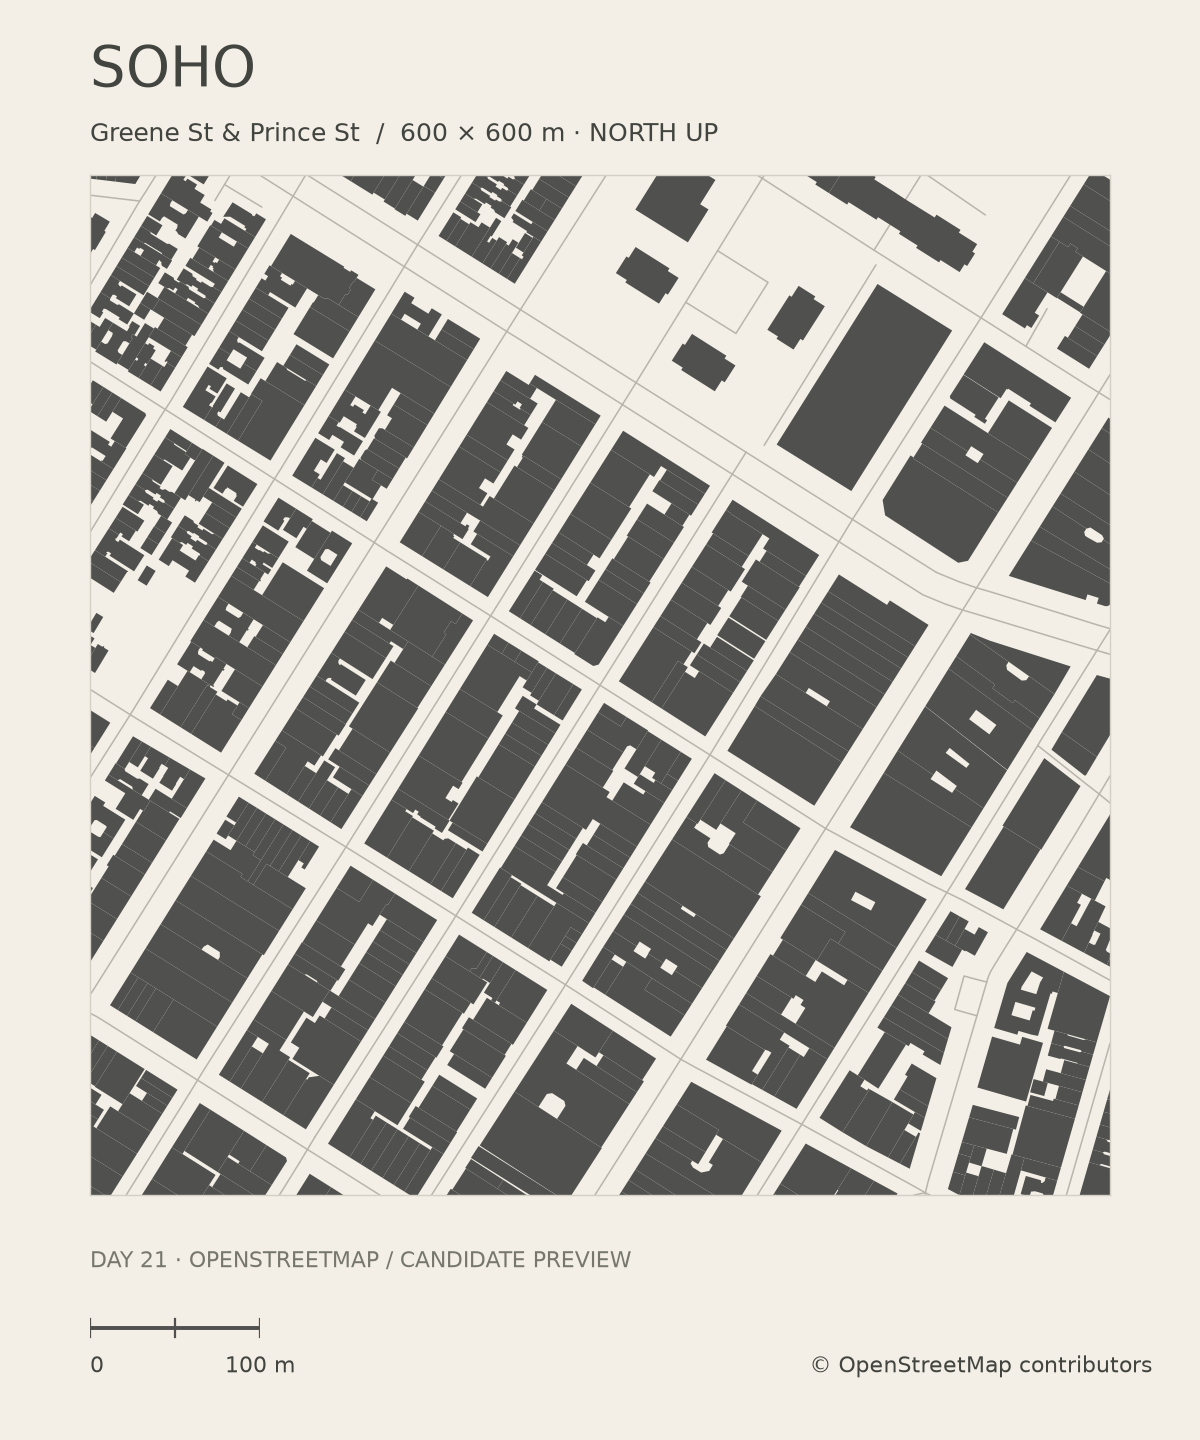 SOHO
Greene St & Prince St / 600 × 600 m · NORTH UP
DAY 21 · OPENSTREETMAP / CANDIDATE PREVIEW
0 100 m
© OpenStreetMap contributors